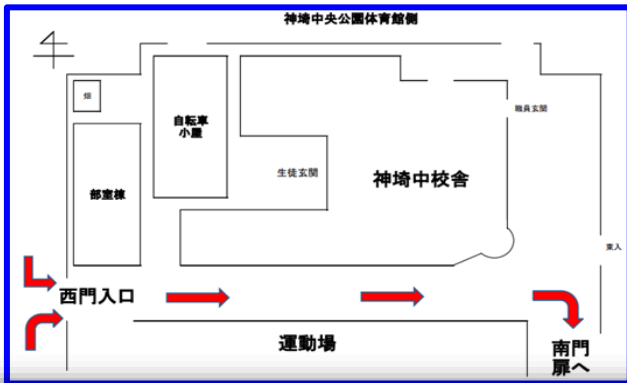 神埼中央公園体育館側
畑
自転車
小屋
職員玄関
生徒玄関
神埼中校舎
部室棟
東入
西門入口
運動場
南門
扉へ